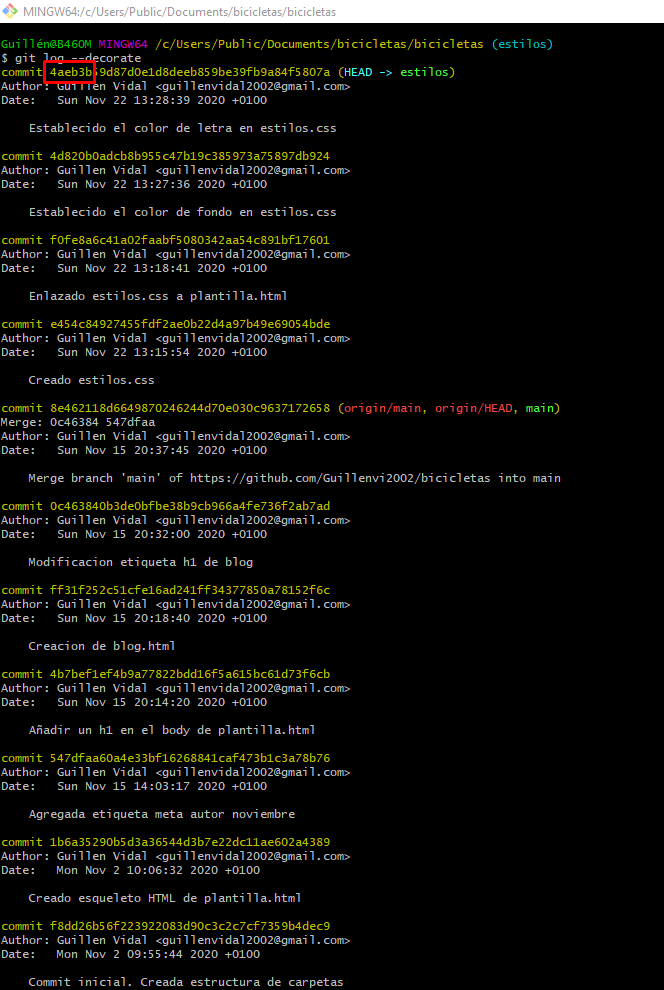 MINGW64:/c/Users/Public/Documents/bicicletas/bicicletas
Guillén@B460M MINGW64 /c/Users/Public/Documents/bicicletas/bicicletas (estilos)
$ git log --decorate
commit 4aeb3b59d87d0e1d8deeb859be39fb9a84f5807a (HEAD -> estilos)
Author: Guillen Vidal <guillenvidal2002@gmail.com>
Date:   Sun Nov 22 13:28:39 2020 +0100
Establecido el color de letra en estilos.css
commit 4d820b0adcb8b955c47b19c385973a75897db924
Author: Guillen Vidal <guillenvidal2002@gmail.com>
Date:   Sun Nov 22 13:27:36 2020 +0100
Establecido el color de fondo en estilos.css
commit f0fe8a6c41a02faabf5080342aa54c891bf17601
Author: Guillen Vidal <guillenvidal2002@gmail.com>
Date:   Sun Nov 22 13:18:41 2020 +0100
Enlazado estilos.css a plantilla.html
commit e454c84927455fdf2ae0b22d4a97b49e69054bde
Author: Guillen Vidal <guillenvidal2002@gmail.com>
Date:   Sun Nov 22 13:15:54 2020 +0100
Creado estilos.css
commit 8e462118d6649870246244d70e030c9637172658 (origin/main, origin/HEAD, main)
Merge: 0c46384 547dfaa
Author: Guillen Vidal <guillenvidal2002@gmail.com>
Date:   Sun Nov 15 20:37:45 2020 +0100
Merge branch 'main' of https://github.com/Guillenvi2002/bicicletas into main
commit 0c463840b3de0bfbe38b9cb966a4fe736f2ab7ad
Author: Guillen Vidal <guillenvidal2002@gmail.com>
Date:   Sun Nov 15 20:32:00 2020 +0100
Modificacion etiqueta h1 de blog
commit ff31f252c51cfe16ad241ff34377850a78152f6c
Author: Guillen Vidal <guillenvidal2002@gmail.com>
Date:   Sun Nov 15 20:18:40 2020 +0100
Creacion de blog.html
commit 4b7bef1ef4b9a77822bdd16f5a615bc61d73f6cb
Author: Guillen Vidal <guillenvidal2002@gmail.com>
Date:   Sun Nov 15 20:14:20 2020 +0100
Añadir un h1 en el body de plantilla.html
commit 547dfaa60a4e33bf16268841caf473b1c3a78b76
Author: Guillen Vidal <guillenvidal2002@gmail.com>
Date:   Sun Nov 15 14:03:17 2020 +0100
Agregada etiqueta meta autor noviembre
commit 1b6a35290b5d3a36544d3b7e22dc11ae602a4389
Author: Guillen Vidal <guillenvidal2002@gmail.com>
Date:   Mon Nov 2 10:06:32 2020 +0100
Creado esqueleto HTML de plantilla.html
commit f8dd26b56f223922083d90c3c2c7cf7359b4dec9
Author: Guillen Vidal <guillenvidal2002@gmail.com>
Date:   Mon Nov 2 09:55:44 2020 +0100
Commit inicial. Creada estructura de carpetas